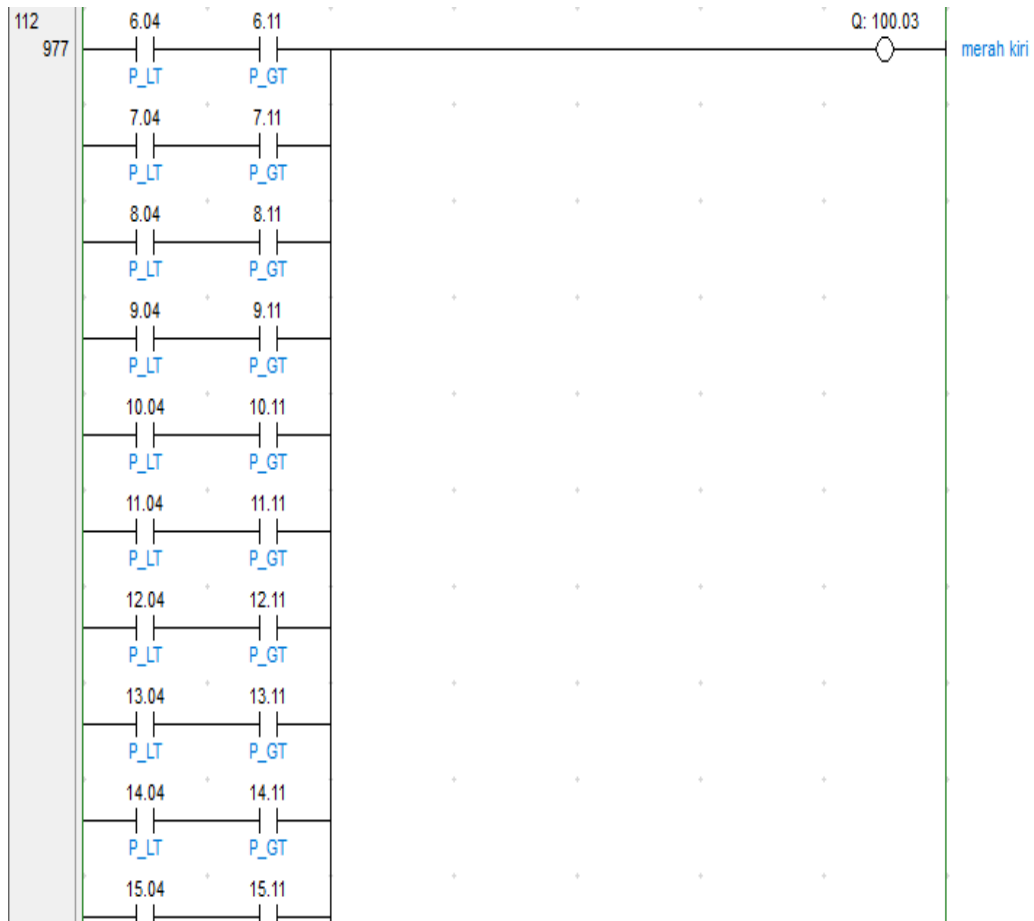 112 6.04 6.11 Q: 100.03
977 merah kiri
P_LT P_GT
7.04 7.11
P_LT P_GT
8.04 8.11
P_LT P_GT
9.04 9.11
P_LT P_GT
10.04 10.11
P_LT P_GT
11.04 11.11
P_LT P_GT
12.04 12.11
P_LT P_GT
13.04 13.11
P_LT P_GT
14.04 14.11
P_LT P_GT
15.04 15.11